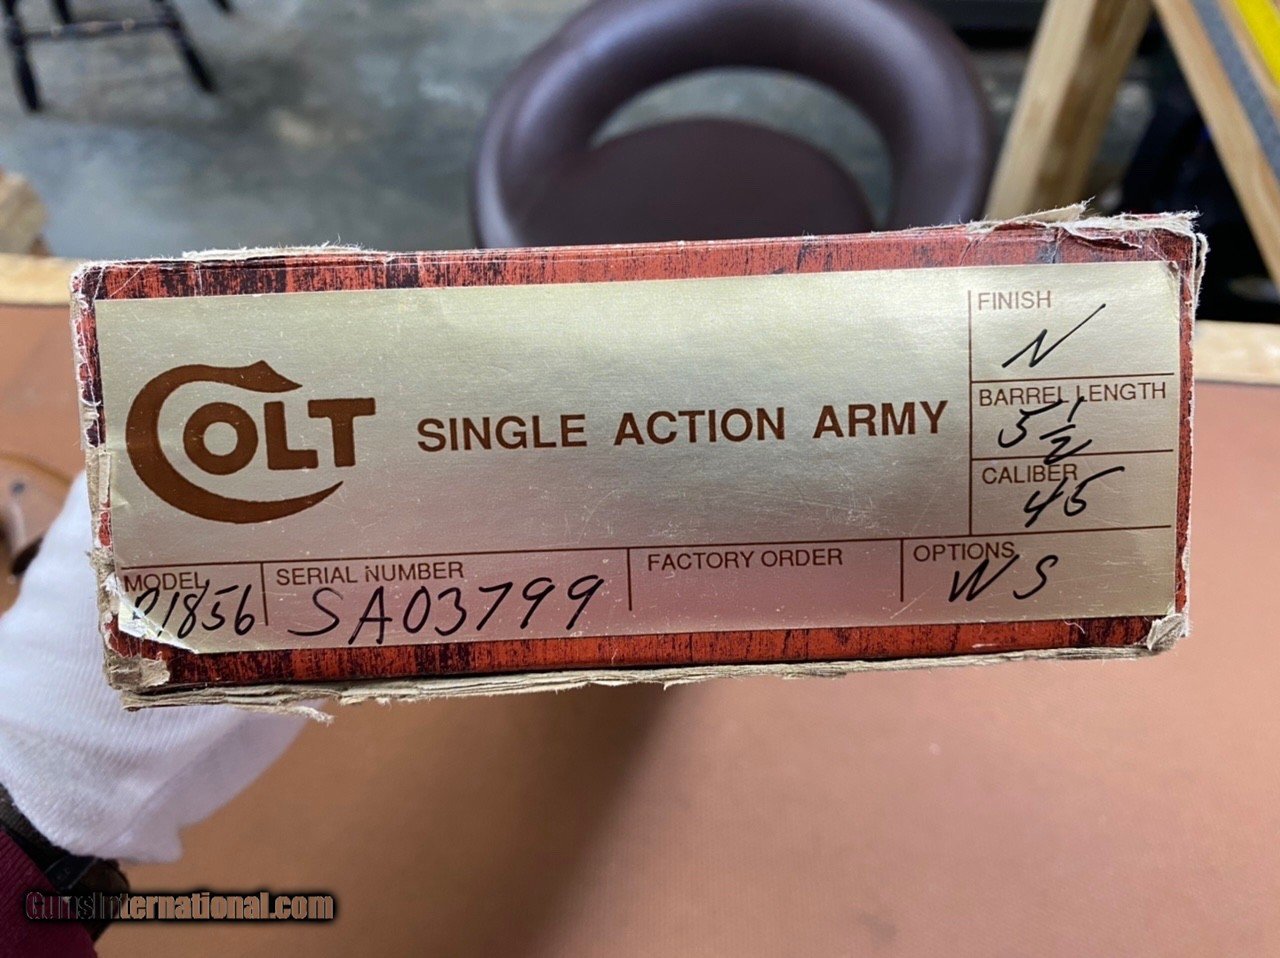 COLT SINGLE ACTION ARMY
FINISH
N
BARREL LENGTH
5 1/2
CALIBER
45
MODEL
P1856
SERIAL NUMBER
SA03799
FACTORY ORDER
OPTIONS
WS
GunsInternational.com